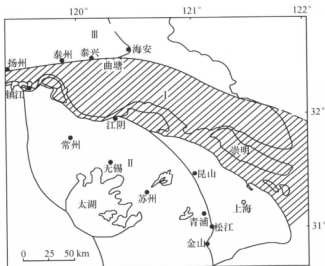 120°
121°
122°
Ⅲ
海安
泰州
泰兴
曲塘
扬州
镇江
Ⅰ
32°
江阴
常州
崇明
无锡
Ⅱ
昆山
太湖
苏州
上海
青浦
松江
31°
金山
0 25 50 km